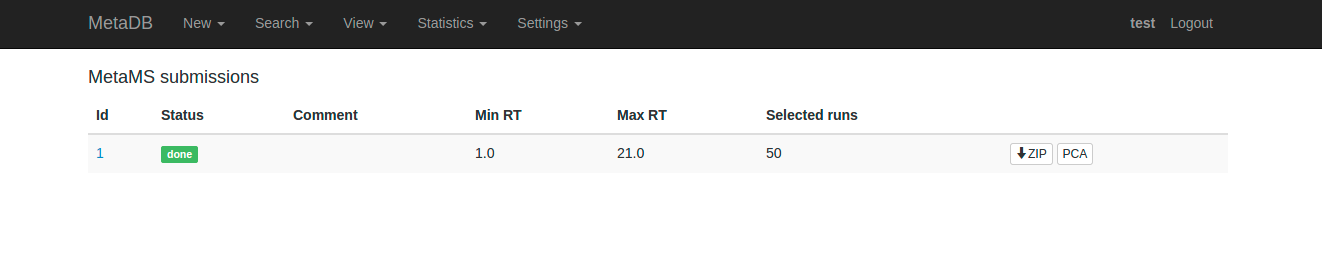 MetaDB New Search View Statistics Settings test Logout
MetaMS submissions
Id Status Comment Min RT Max RT Selected runs
1 done 1.0 21.0 50 ZIP PCA